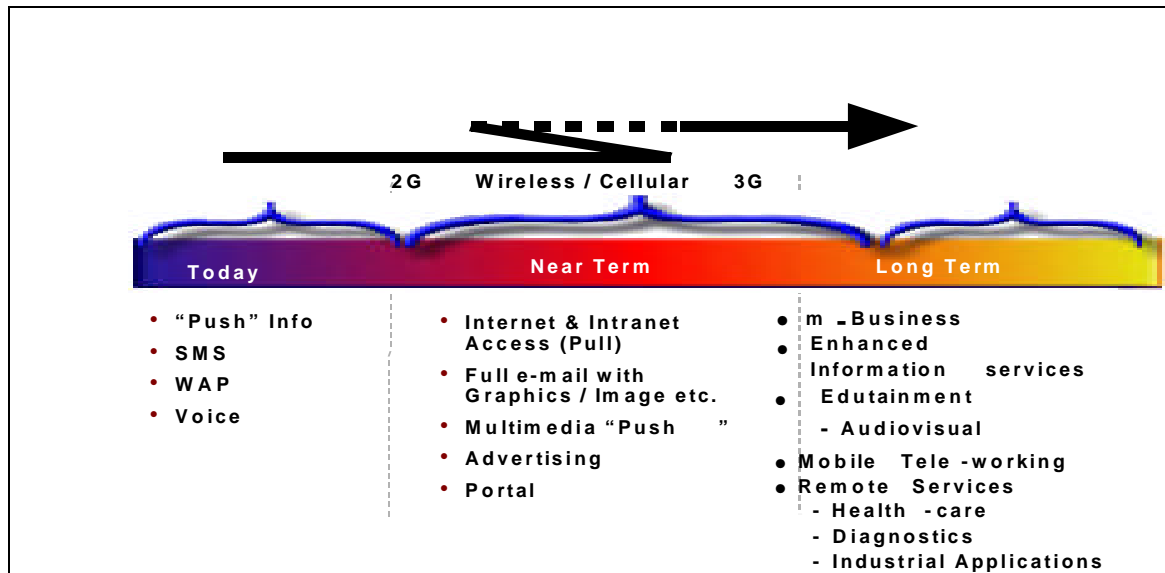 2G Wireless / Cellular 3G
Today
Near Term
Long Term
• “Push” Info
• SMS
• WAP
• Voice
• Internet & Intranet
Access (Pull)
• Full e-mail with
Graphics / Image etc.
• Multimedia “Push ”
• Advertising
• Portal
• m -Business
• Enhanced
Information services
• Edutainment
- Audiovisual
• Mobile Tele -working
• Remote Services
- Health -care
- Diagnostics
- Industrial Applications